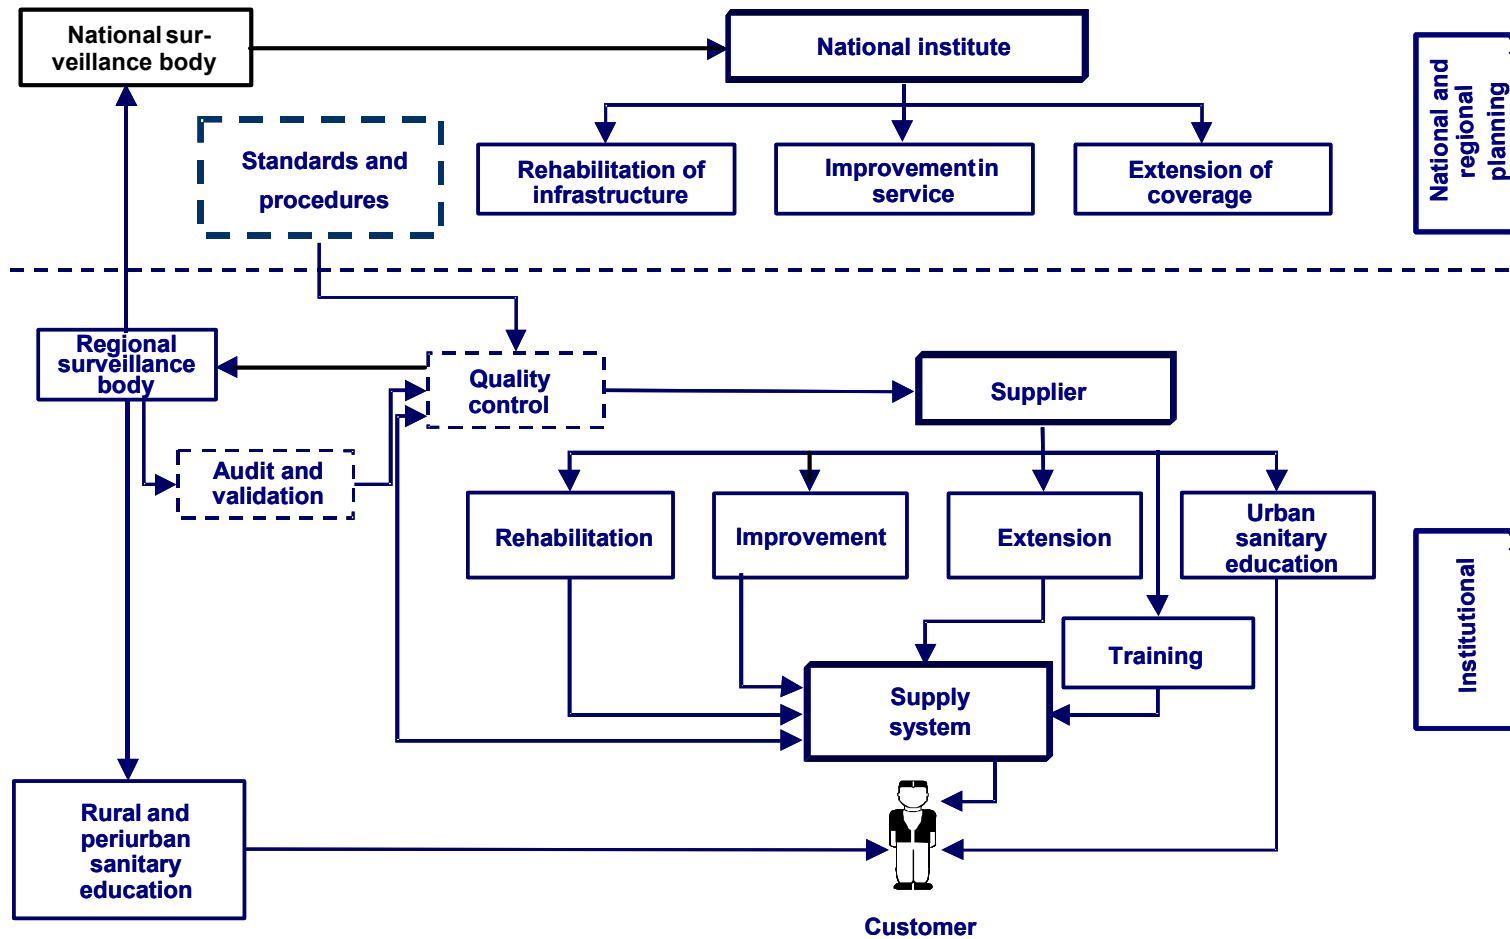 National sur-
veillance body
National institute
National and
regional
planning
Standards and
procedures
Rehabilitation of
infrastructure
Improvement in
service
Extension of
coverage
Regional
surveillance
body
Quality
control
Supplier
Audit and
validation
Rehabilitation
Improvement
Extension
Urban
sanitary
education
Institutional
Training
Supply
system
Rural and
periurban
sanitary
education
Customer